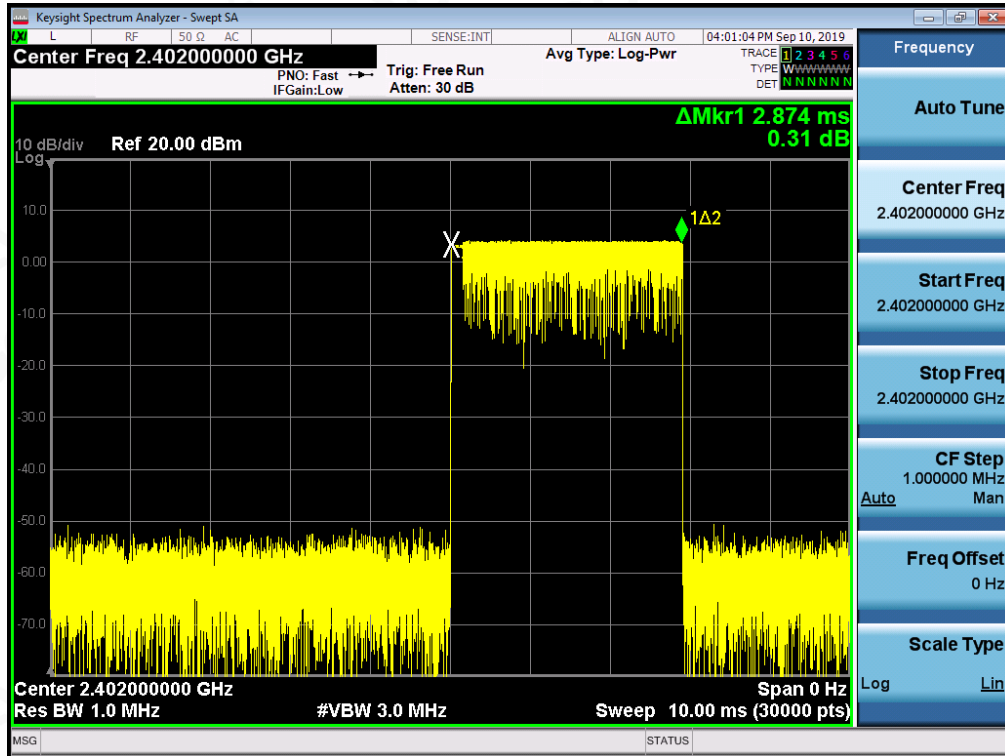 Keysight Spectrum Analyzer - Swept SA
LXI L RF 50 Ω AC SENSE:INT ALIGN AUTO 04:01:04 PM Sep 10, 2019
Center Freq 2.402000000 GHz
PNO: Fast
IFGain:Low
Trig: Free Run
Atten: 30 dB
Avg Type: Log-Pwr
TRACE 1 2 3 4 5 6
TYPE WWWWWW
DET N N N N N N
ΔMkr1 2.874 ms
0.31 dB
10 dB/div Ref 20.00 dBm
Log
10.0
0.00
-10.0
-20.0
-30.0
-40.0
-50.0
-60.0
-70.0
X
1Δ2
Center 2.402000000 GHz Span 0 Hz
Res BW 1.0 MHz #VBW 3.0 MHz Sweep 10.00 ms (30000 pts)
MSG STATUS
Frequency
Auto Tune
Center Freq
2.402000000 GHz
Start Freq
2.402000000 GHz
Stop Freq
2.402000000 GHz
CF Step
1.000000 MHz
Auto Man
Freq Offset
0 Hz
Scale Type
Log Lin